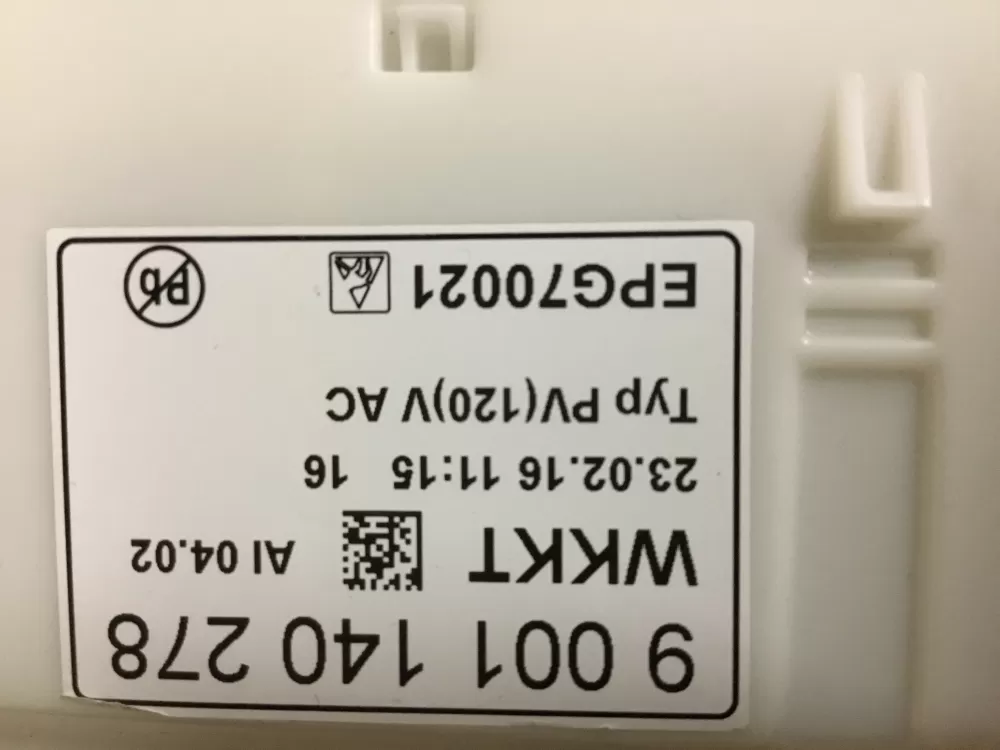 9 001 140 278
WKKT AI 04.02
23.02.16 11:15 16
Typ PV(120)V AC
EPG70021 Pb